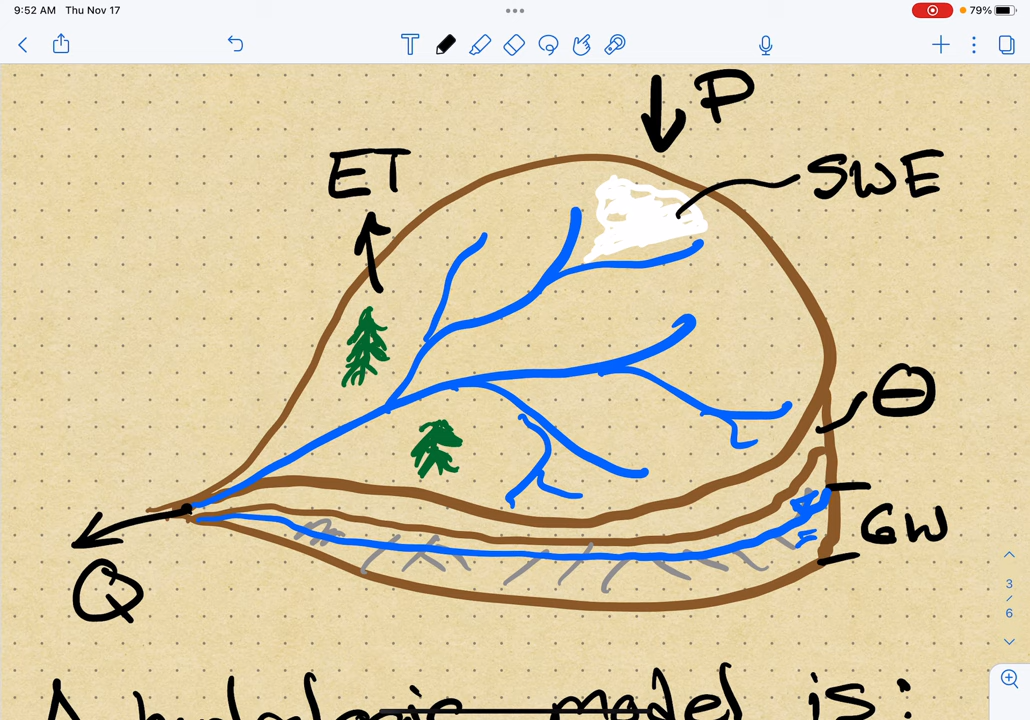 9:52 AM Thu Nov 17
79%
T
P
ET
SWE
Θ
GW
Q
3
/
6
A hydrologic model is: